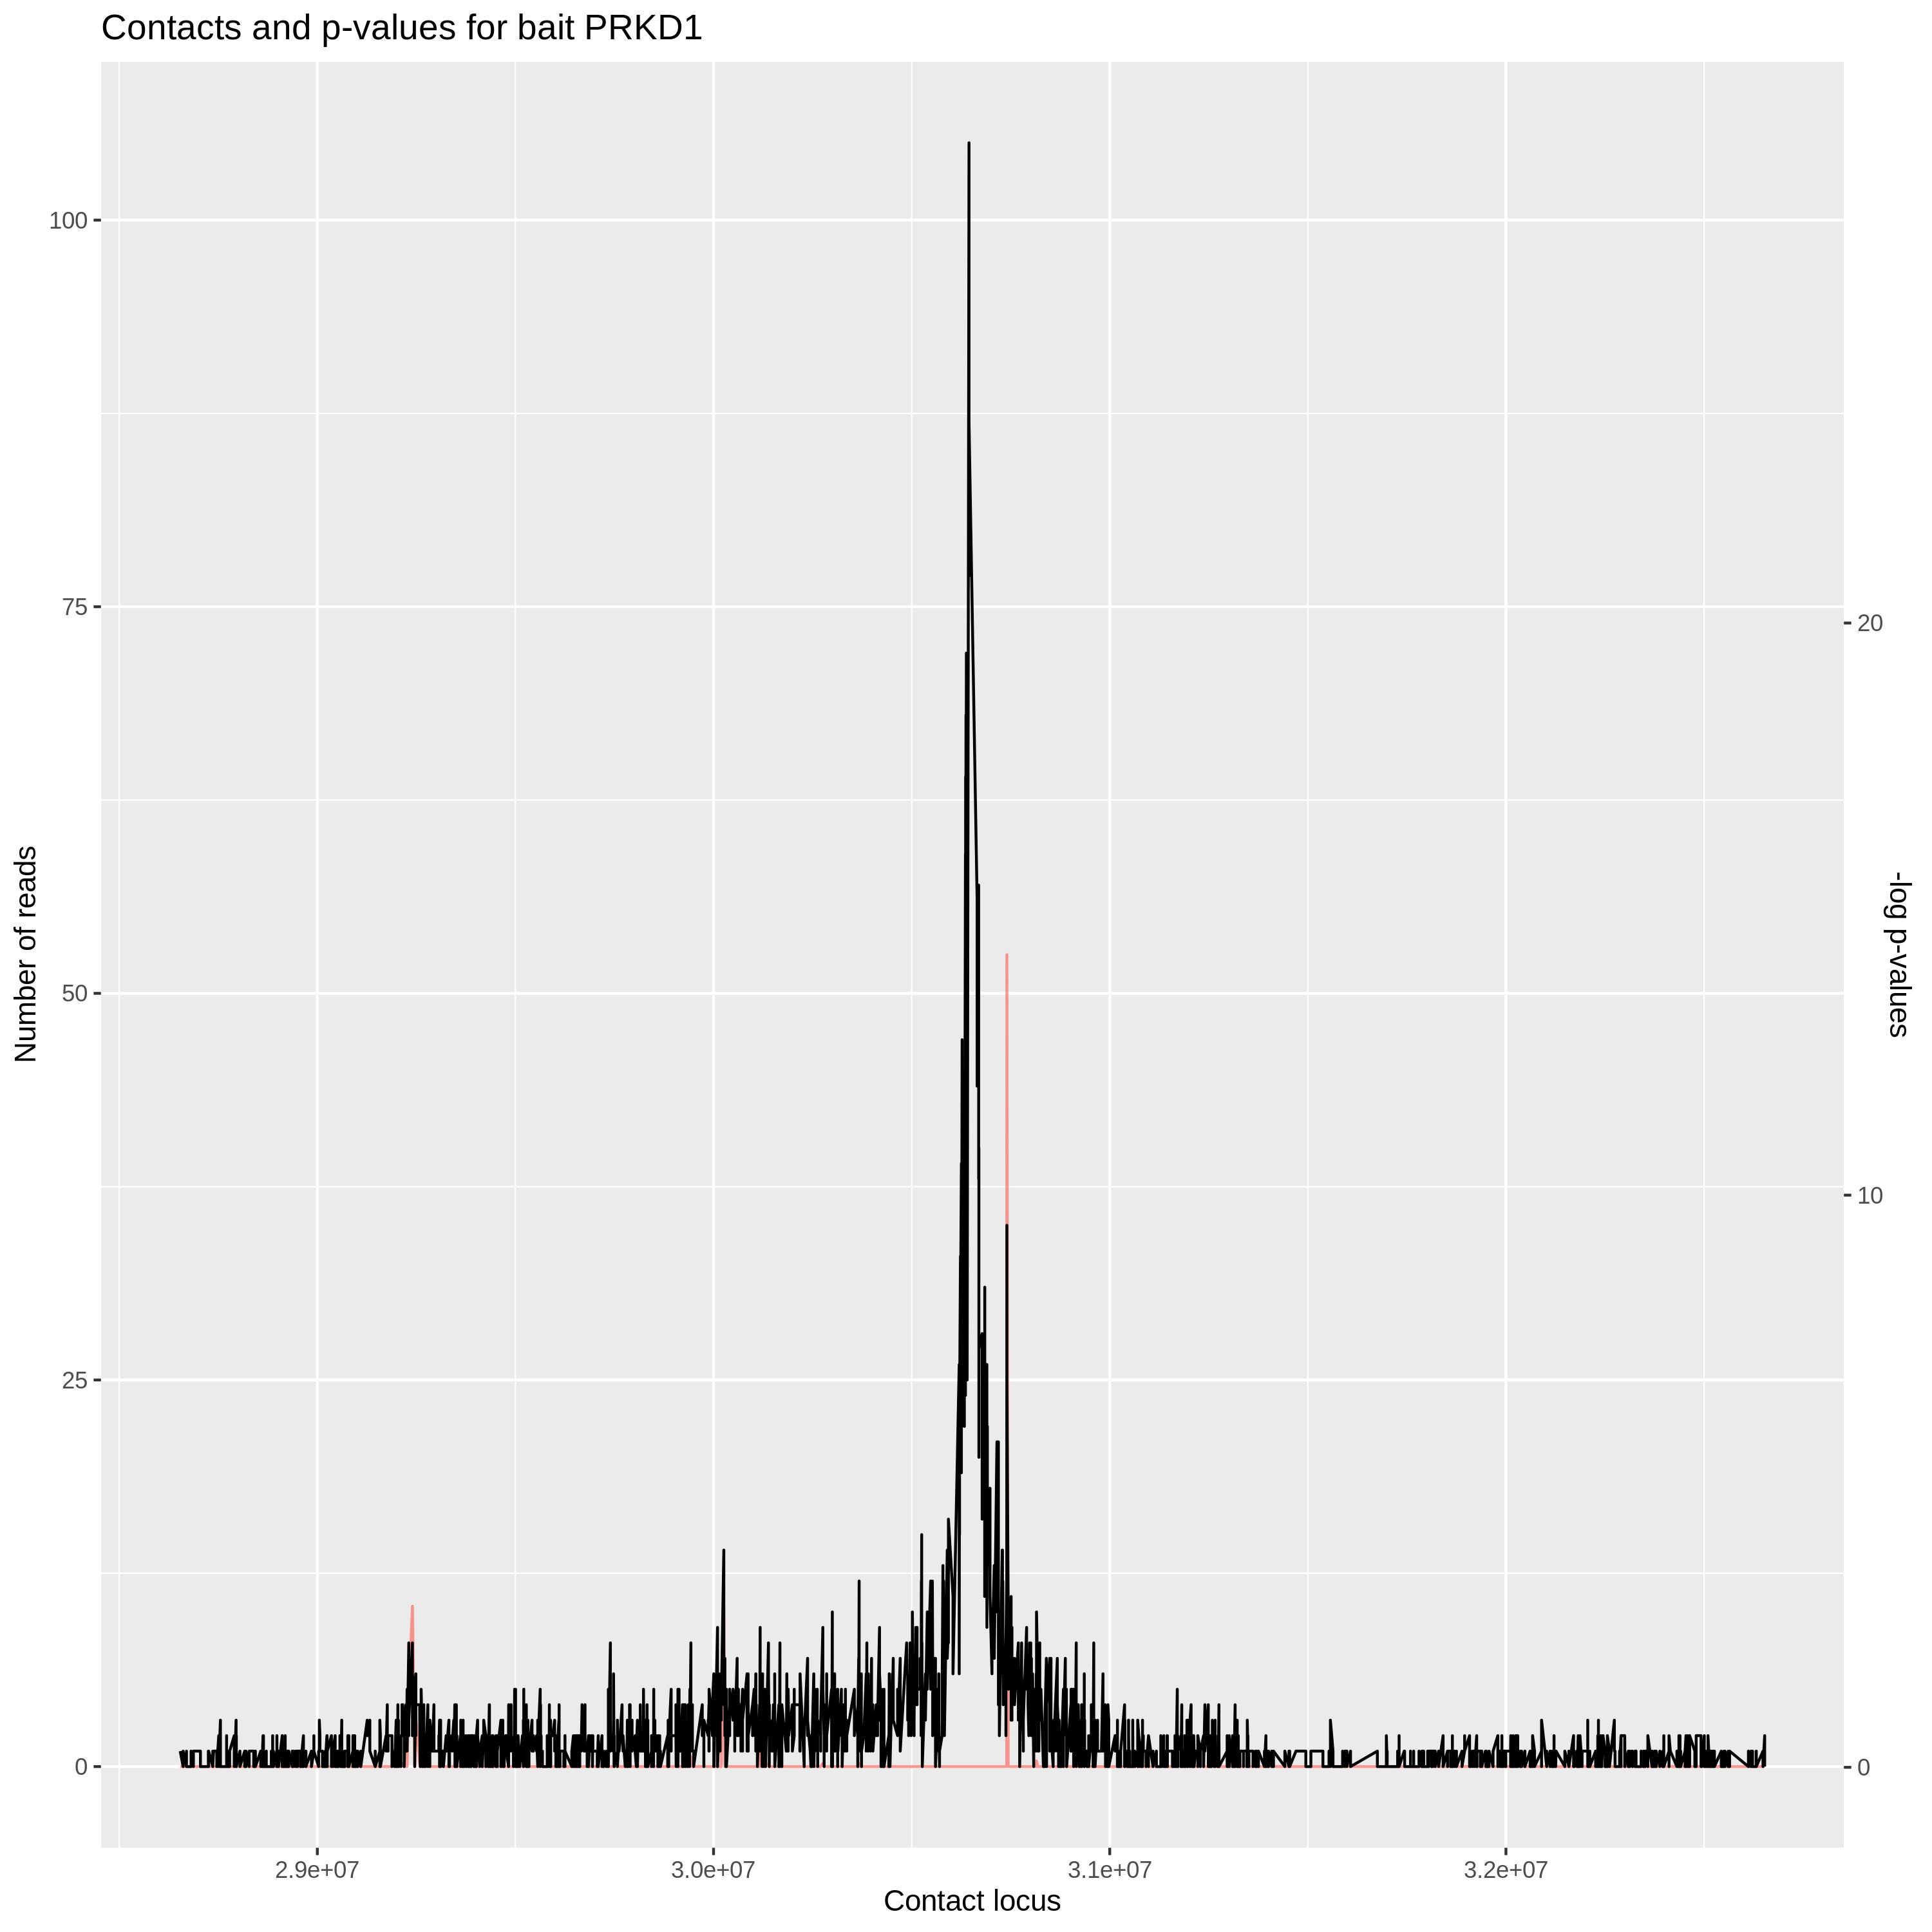 Contacts and p-values for bait PRKD1
100
75
50
25
0
Number of reads
20
10
0
-log p-values
2.9e+07
3.0e+07
3.1e+07
3.2e+07
Contact locus